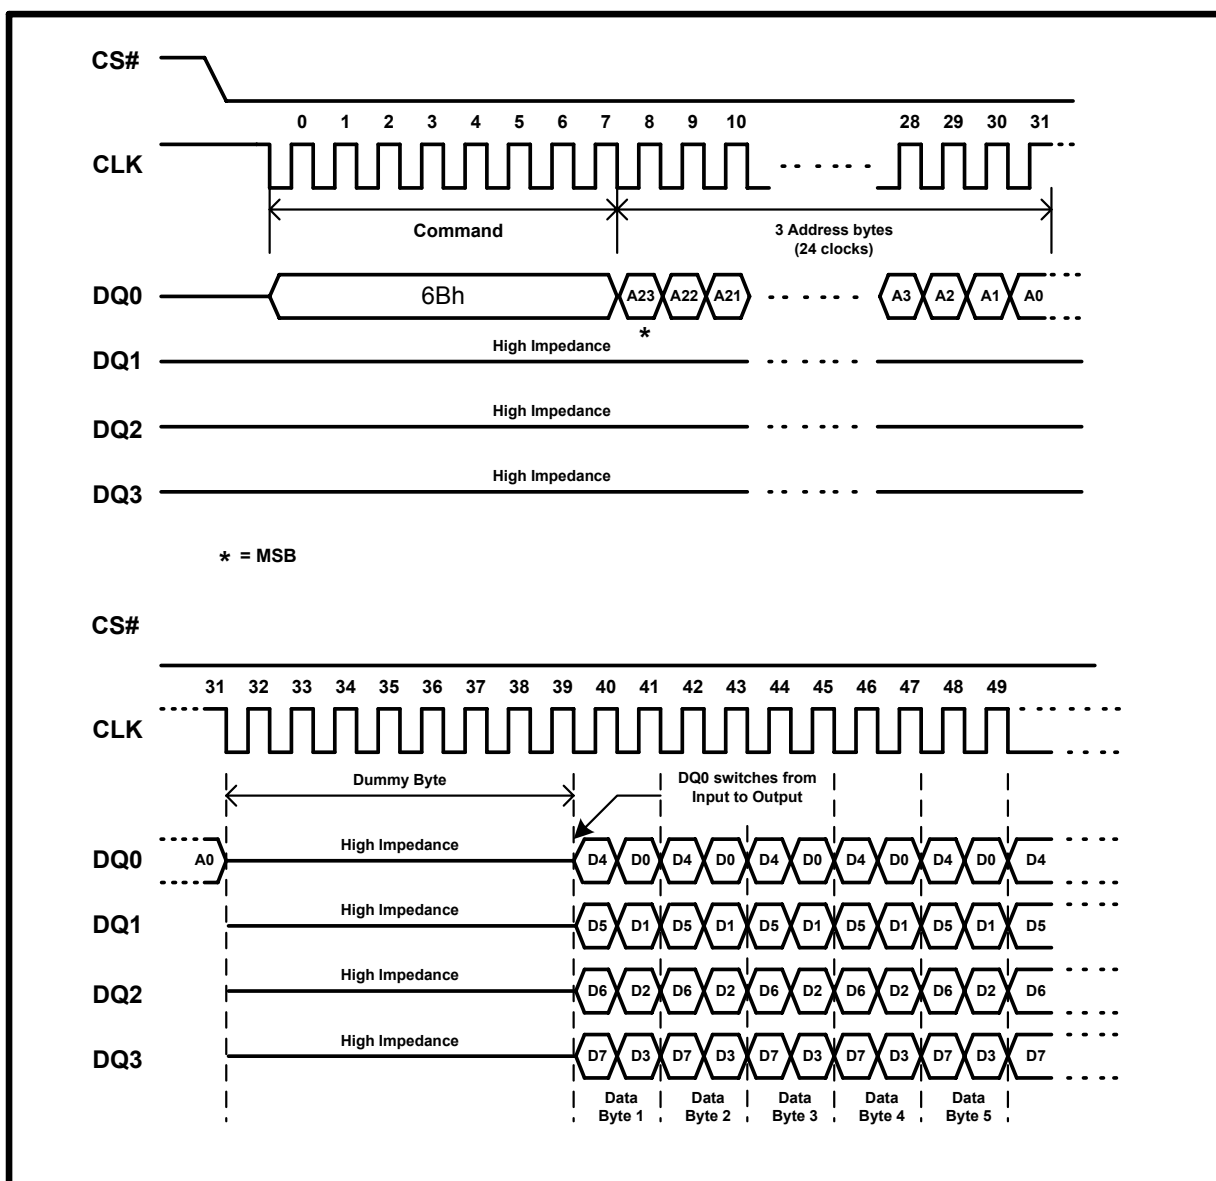 CS#
0 1 2 3 4 5 6 7 8 9 10 28 29 30 31
CLK
Command
3 Address bytes
(24 clocks)
DQ0 6Bh A23 A22 A21 A3 A2 A1 A0
*
High Impedance
DQ1
High Impedance
DQ2
High Impedance
DQ3
* = MSB
CS#
31 32 33 34 35 36 37 38 39 40 41 42 43 44 45 46 47 48 49
CLK
Dummy Byte
DQ0 switches from
Input to Output
High Impedance
DQ0 A0 D4 D0 D4 D0 D4 D0 D4 D0 D4 D0 D4
High Impedance
DQ1 D5 D1 D5 D1 D5 D1 D5 D1 D5 D1 D5
High Impedance
DQ2 D6 D2 D6 D2 D6 D2 D6 D2 D6 D2 D6
High Impedance
DQ3 D7 D3 D7 D3 D7 D3 D7 D3 D7 D3 D7
Data Data Data Data Data
Byte 1 Byte 2 Byte 3 Byte 4 Byte 5